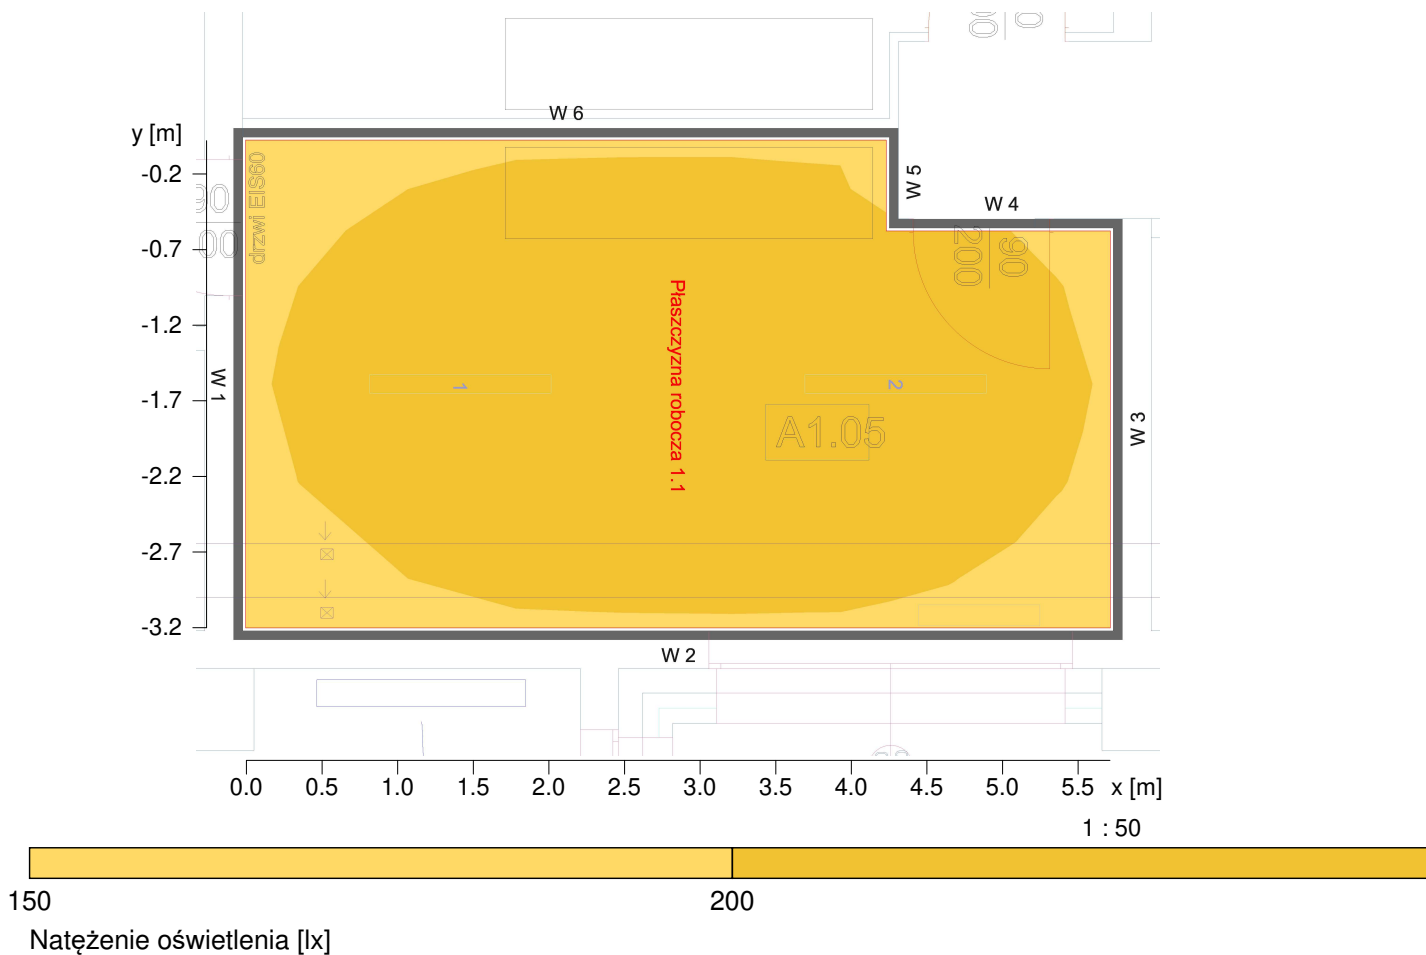 W 6
y [m]
-0.2
-0.7
-1.2
-1.7
-2.2
-2.7
-3.2
drzwi EIS60
W 5
W 4
90
200
00
W 1
Płaszczyzna robocza 1.1
1
2
A1.05
W 3
W 2
0.0 0.5 1.0 1.5 2.0 2.5 3.0 3.5 4.0 4.5 5.0 5.5 x [m]
1 : 50
150 200
Natężenie oświetlenia [lx]